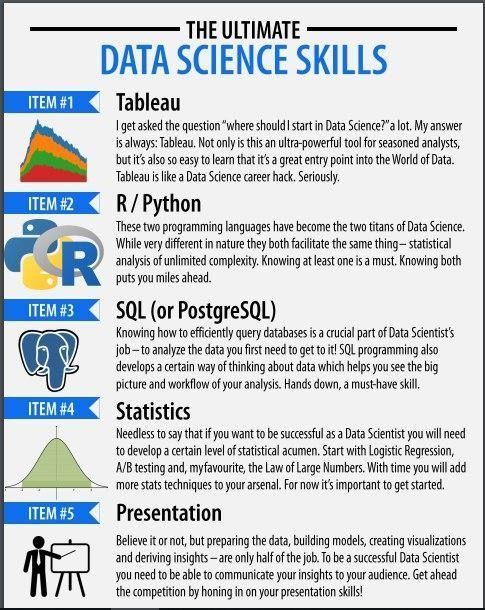 THE ULTIMATE
DATA SCIENCE SKILLS
ITEM #1
Tableau
I get asked the question "where should I start in Data Science?" a lot. My answer
is always: Tableau. Not only is this an ultra-powerful tool for seasoned analysts,
but it's also so easy to learn that it's a great entry point into the World of Data.
Tableau is like a Data Science career hack. Seriously.
ITEM #2
R / Python
These two programming languages have become the two titans of Data Science.
While very different in nature they both facilitate the same thing – statistical
analysis of unlimited complexity. Knowing at least one is a must. Knowing both
puts you miles ahead.
R
ITEM #3
SQL (or PostgreSQL)
Knowing how to efficiently query databases is a crucial part of Data Scientist's
job – to analyze the data you first need to get to it! SQL programming also
develops a certain way of thinking about data which helps you see the big
picture and workflow of your analysis. Hands down, a must-have skill.
ITEM #4
Statistics
Needless to say that if you want to be successful as a Data Scientist you will need
to develop a certain level of statistical acumen. Start with Logistic Regression,
A/B testing and, my favourite, the Law of Large Numbers. With time you will add
more stats techniques to your arsenal. For now it's important to get started.
ITEM #5
Presentation
Believe it or not, but preparing the data, building models, creating visualizations
and deriving insights – are only half of the job. To be a successful Data Scientist
you need to be able to communicate your insights to your audience. Get ahead
the competition by honing in on your presentation skills!